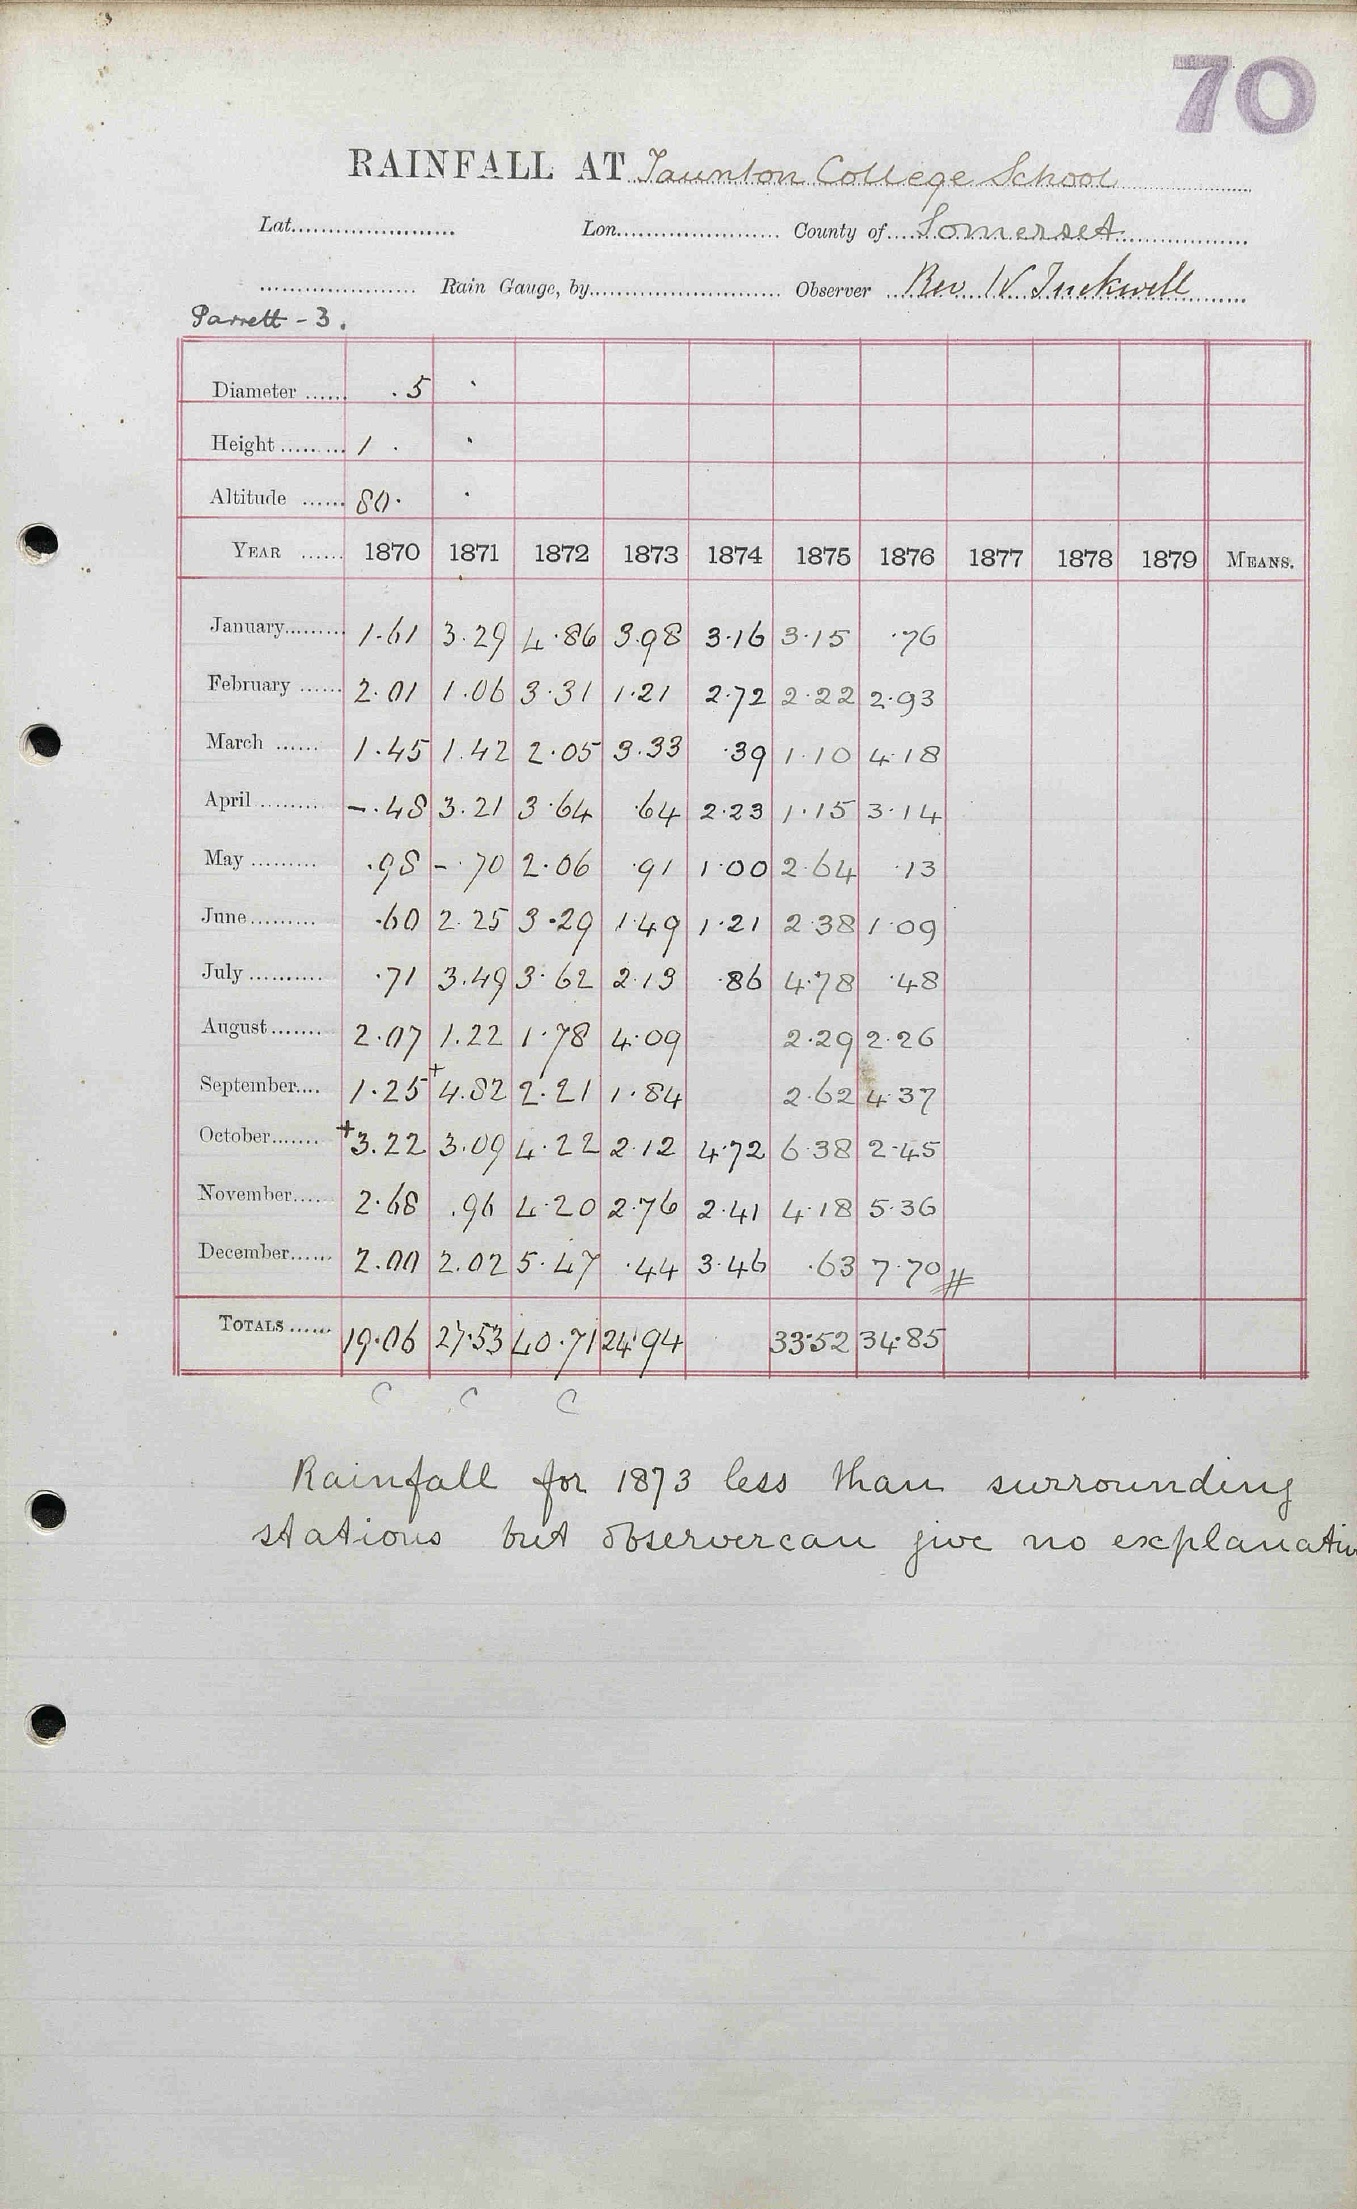 70
RAINFALL AT Taunton College School
Lat. Lon. County of Somerset
Rain Gauge, by Observer Rev W Tuckwell
Parrett - 3.
Diameter ...... .5 .
Height ......... 1 . .
Altitude ...... 80. .
YEAR ...... 1870 1871 1872 1873 1874 1875 1876 1877 1878 1879 MEANS.
January......... 1.61 3.29 4.86 3.98 3.16 3.15 .76
February ...... 2.01 1.06 3.31 1.21 2.72 2.22 2.93
March ...... 1.45 1.42 2.05 3.33 .39 1.10 4.18
April ......... -.48 3.21 3.64 .64 2.23 1.15 3.14
May ......... .98 -.70 2.06 .91 1.00 2.64 .13
June......... .60 2.25 3.29 1.49 1.21 2.38 1.09
July .......... .71 3.49 3.62 2.13 .86 4.78 .48
August....... 2.07 1.22 1.78 4.09 2.29 2.26
September.... 1.25 +4.82 2.21 1.84 2.62 4.37
October....... +3.22 3.09 4.22 2.12 4.72 6.38 2.45
November...... 2.68 .96 4.20 2.76 2.41 4.18 5.36
December...... 2.00 2.02 5.47 .44 3.46 .63 7.70 #
TOTALS ...... 19.06 27.53 40.71 24.94 33.52 34.85
C C C
Rainfall for 1873 less than surrounding
stations but observer can give no explanation